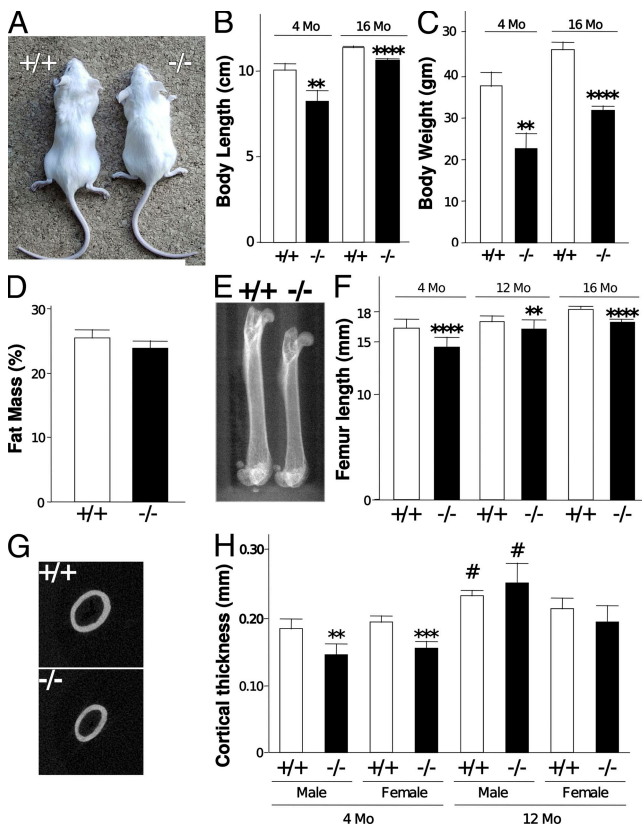 A
+/+
-/-
B
4 Mo
16 Mo
Body Length (cm)
10
5
0
**
****
+/+
-/-
+/+
-/-
C
4 Mo
16 Mo
Body Weight (gm)
30
40
30
20
10
0
**
****
+/+
-/-
+/+
-/-
D
Fat Mass (%)
30
20
10
0
+/+
-/-
E
+/+ -/-
F
4 Mo
12 Mo
16 Mo
Femur length (mm)
18
15
10
0
****
**
****
+/+
-/-
+/+
-/-
+/+
-/-
G
+/+
-/-
H
Cortical thickness (mm)
0.30
0.20
0.10
0
**
***
#
#
+/+
-/-
+/+
-/-
+/+
-/-
+/+
-/-
Male
Female
Male
Female
4 Mo
12 Mo